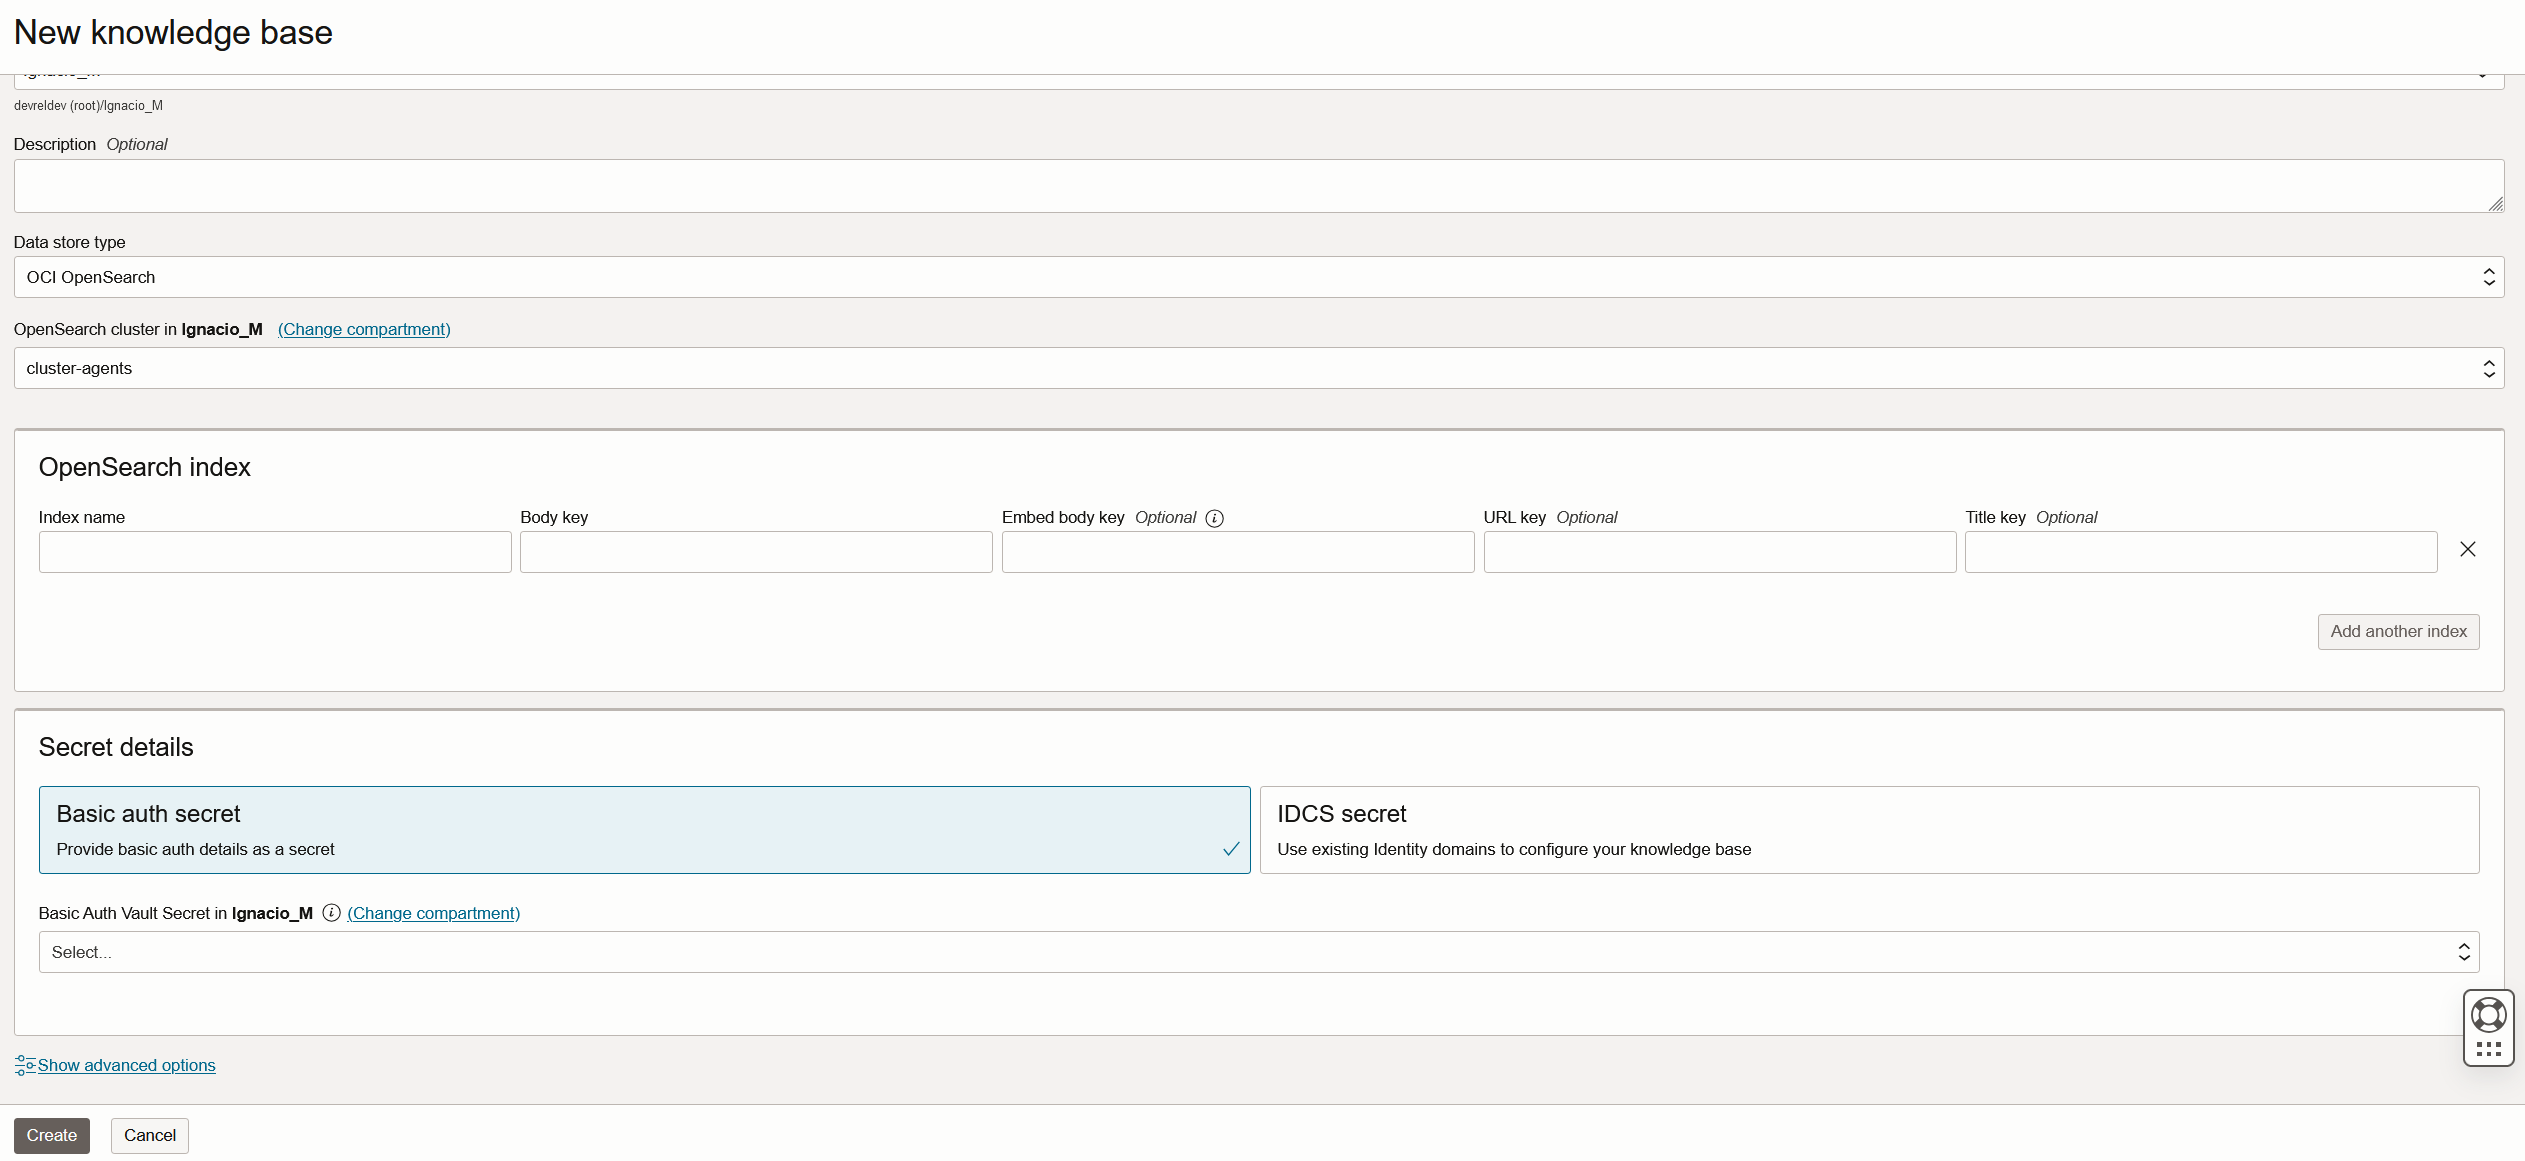 New knowledge base
devreldev (root)/Ignacio_M
Description Optional
Data store type
OCI OpenSearch
OpenSearch cluster in Ignacio_M (Change compartment)
cluster-agents
OpenSearch index
Index name Body key Embed body key Optional URL key Optional Title key Optional
Add another index
Secret details
Basic auth secret
Provide basic auth details as a secret
IDCS secret
Use existing Identity domains to configure your knowledge base
Basic Auth Vault Secret in Ignacio_M (Change compartment)
Select...
Show advanced options
Create Cancel